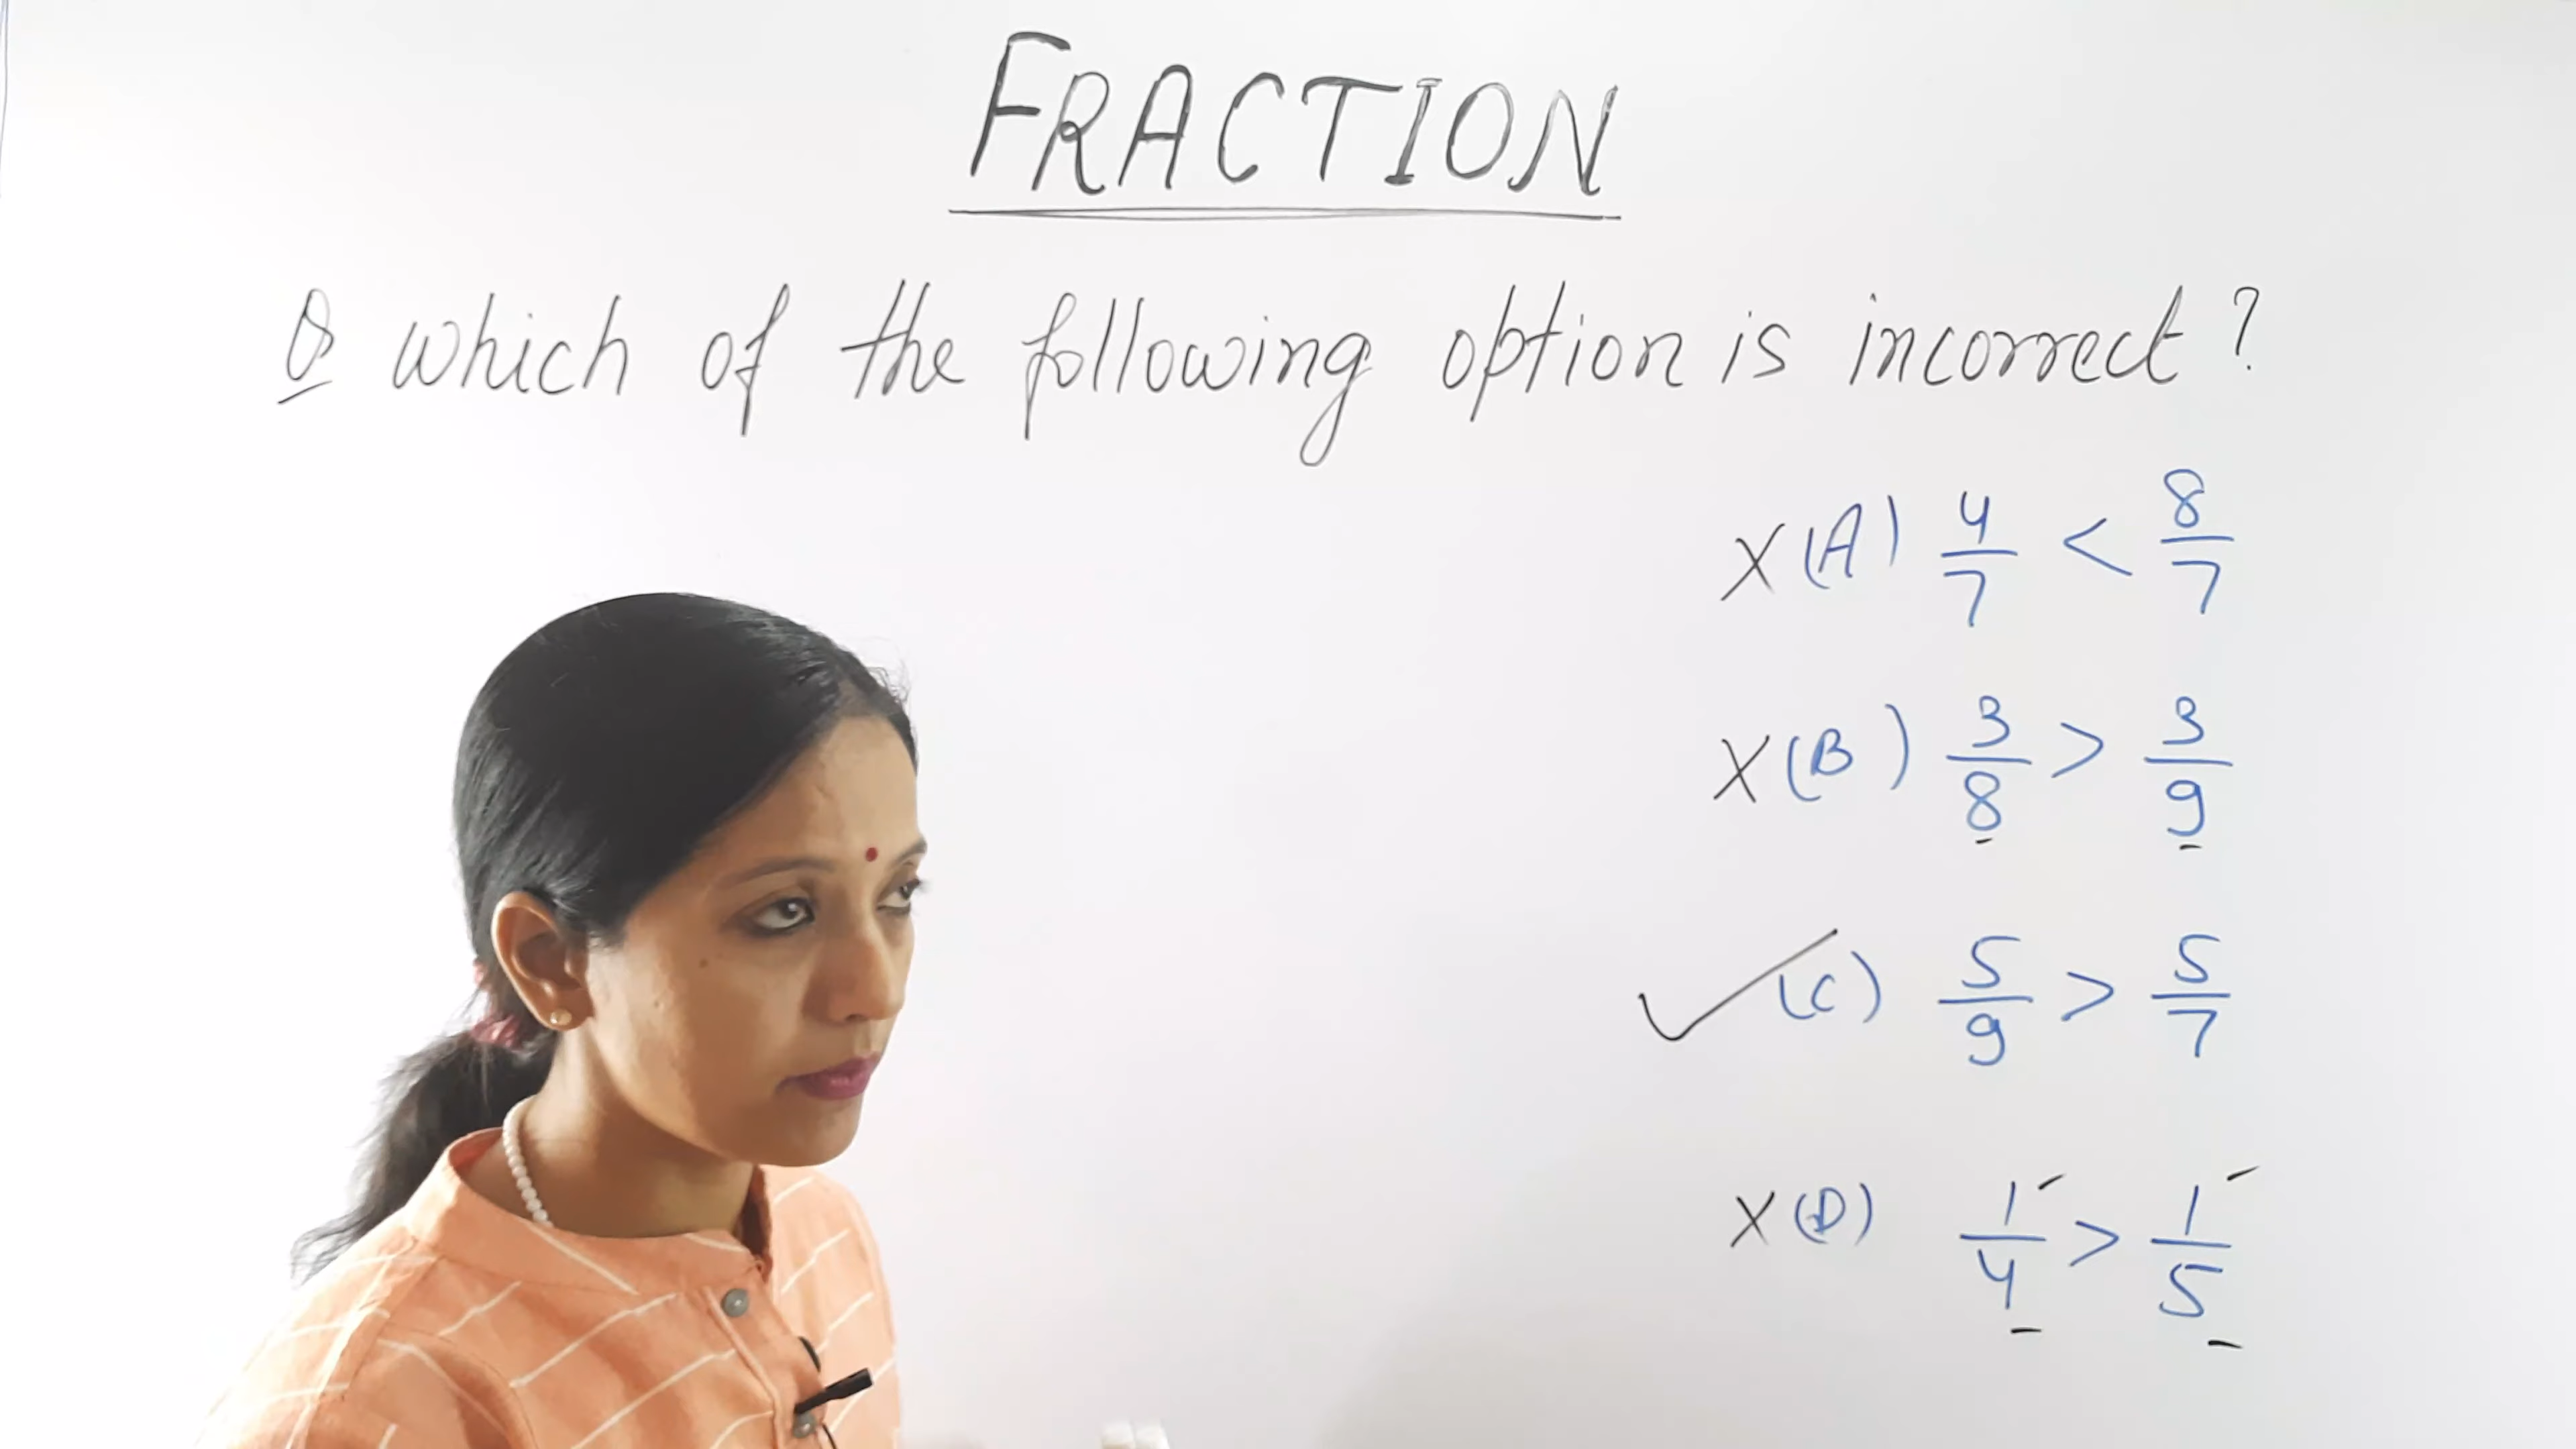 FRACTION
Q which of the following option is incorrect ?
X (A) 4/7 < 8/7
X (B) 3/8 > 3/9
✓ (C) 5/9 > 5/7
X (D) 1/4 > 1/5